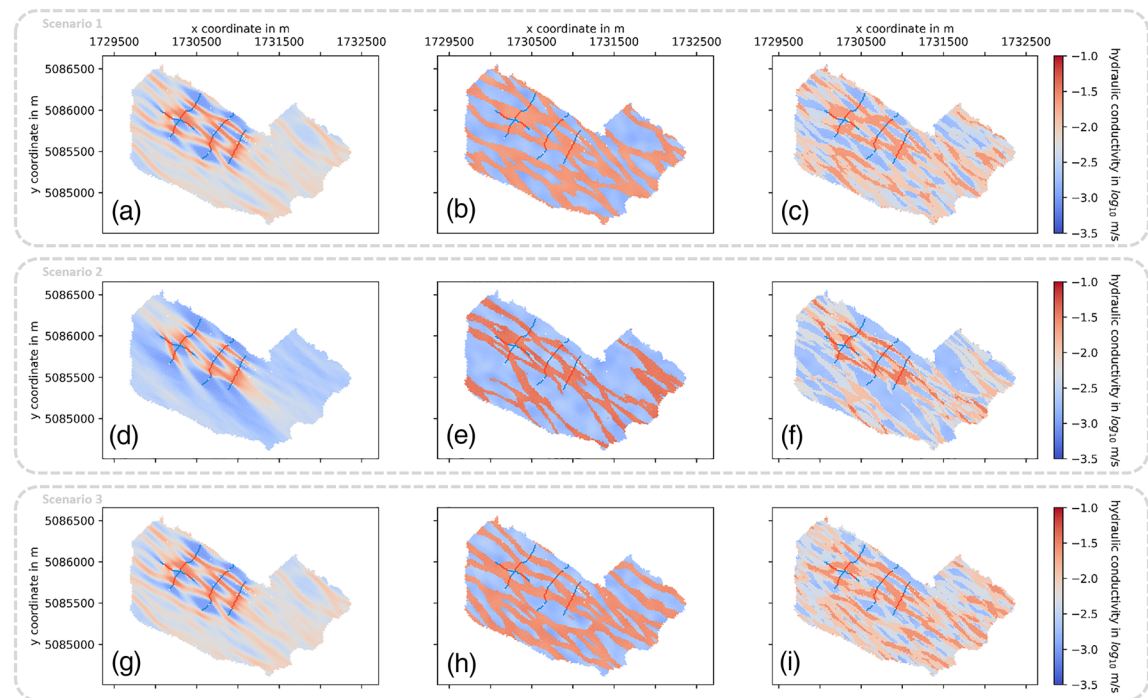 Scenario 1
x coordinate in m x coordinate in m x coordinate in m
1729500 1730500 1731500 1732500 1729500 1730500 1731500 1732500 1729500 1730500 1731500 1732500
y coordinate in m
5086500
5086000
5085500
5085000
(a) (b) (c)
−1.0
−1.5
−2.0
−2.5
−3.0
−3.5
hydraulic conductivity in log10 m/s
Scenario 2
y coordinate in m
5086500
5086000
5085500
5085000
(d) (e) (f)
−1.0
−1.5
−2.0
−2.5
−3.0
−3.5
hydraulic conductivity in log10 m/s
Scenario 3
y coordinate in m
5086500
5086000
5085500
5085000
(g) (h) (i)
−1.0
−1.5
−2.0
−2.5
−3.0
−3.5
hydraulic conductivity in log10 m/s